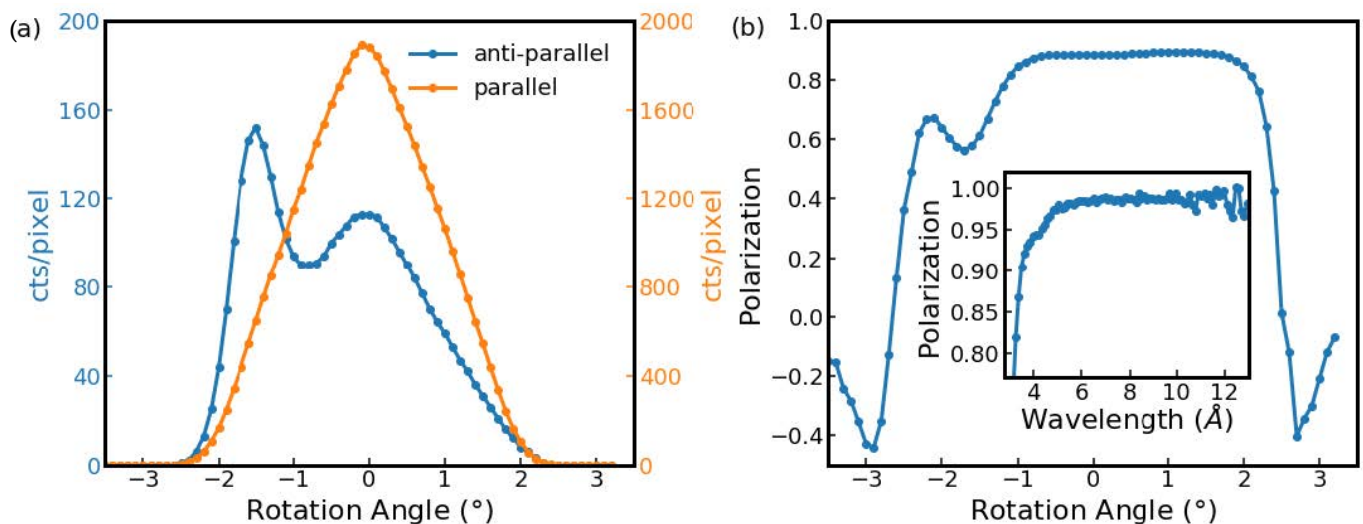 (a)
200
160
120
80
40
0
cts/pixel
anti-parallel
parallel
2000
1600
1200
800
400
0
cts/pixel
−3 −2 −1 0 1 2 3
Rotation Angle (°)
(b)
1.0
0.8
0.6
0.4
0.2
0.0
−0.2
−0.4
Polarization
−3 −2 −1 0 1 2 3
Rotation Angle (°)
1.00
0.95
0.90
0.85
0.80
Polarization
4 6 8 10 12
Wavelength (Å)